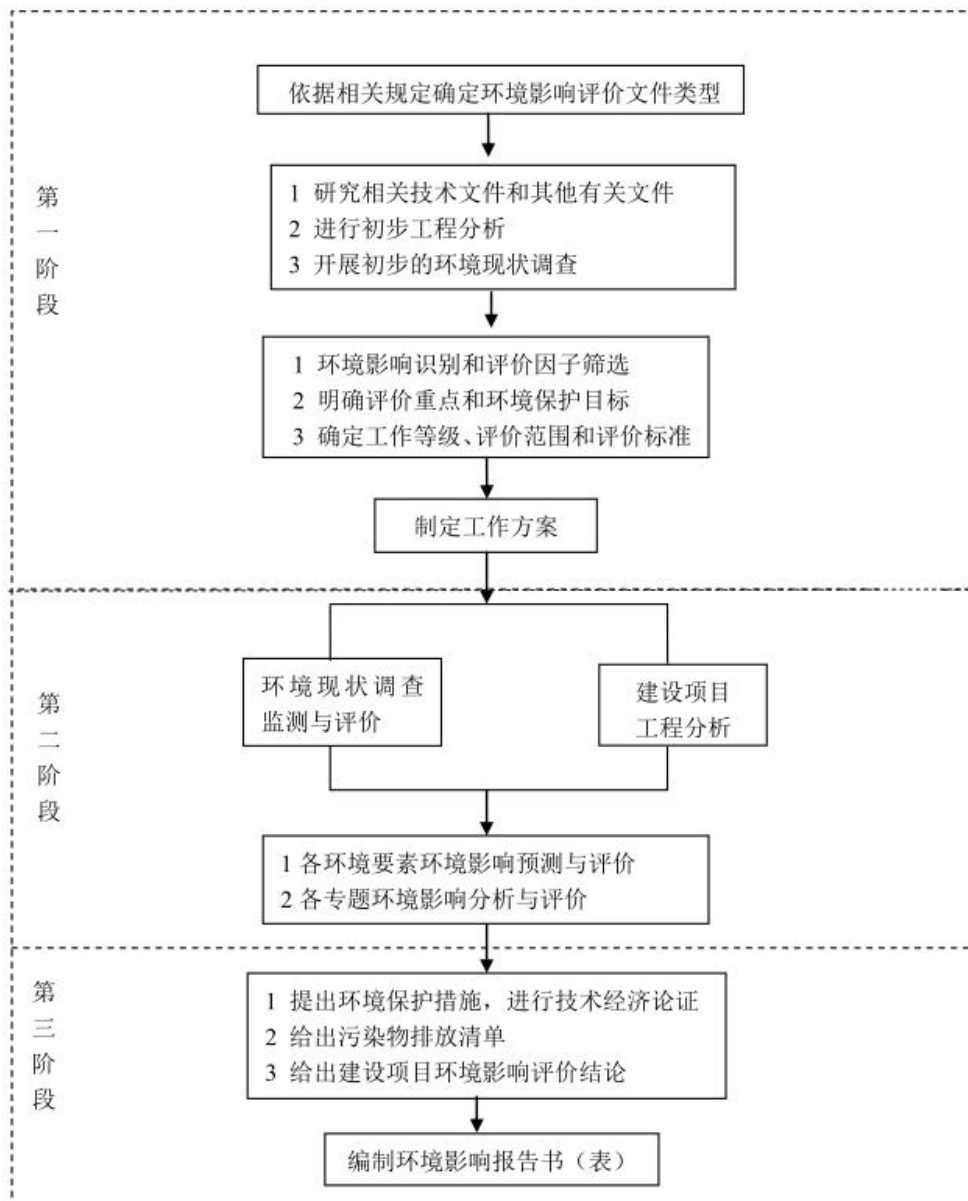 依据相关规定确定环境影响评价文件类型
第一阶段
1 研究相关技术文件和其他有关文件
2 进行初步工程分析
3 开展初步的环境现状调查
1 环境影响识别和评价因子筛选
2 明确评价重点和环境保护目标
3 确定工作等级、评价范围和评价标准
制定工作方案
第二阶段
环境现状调查
监测与评价
建设项目
工程分析
1 各环境要素环境影响预测与评价
2 各专题环境影响分析与评价
第三阶段
1 提出环境保护措施，进行技术经济论证
2 给出污染物排放清单
3 给出建设项目环境影响评价结论
编制环境影响报告书（表）